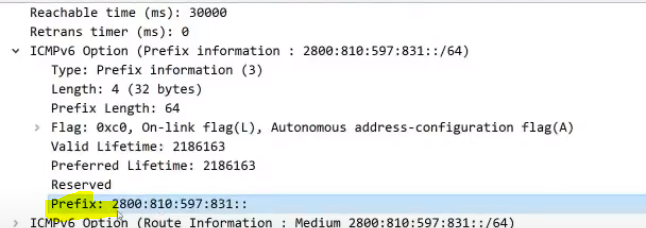 Reachable time (ms): 30000
Retrans timer (ms): 0
ICMPv6 Option (Prefix information : 2800:810:597:831::/64)
Type: Prefix information (3)
Length: 4 (32 bytes)
Prefix Length: 64
Flag: 0xc0, On-link flag(L), Autonomous address-configuration flag(A)
Valid Lifetime: 2186163
Preferred Lifetime: 2186163
Reserved
Prefix: 2800:810:597:831::
ICMPv6 Option (Route Information : Medium 2800:810:597:831::/64)